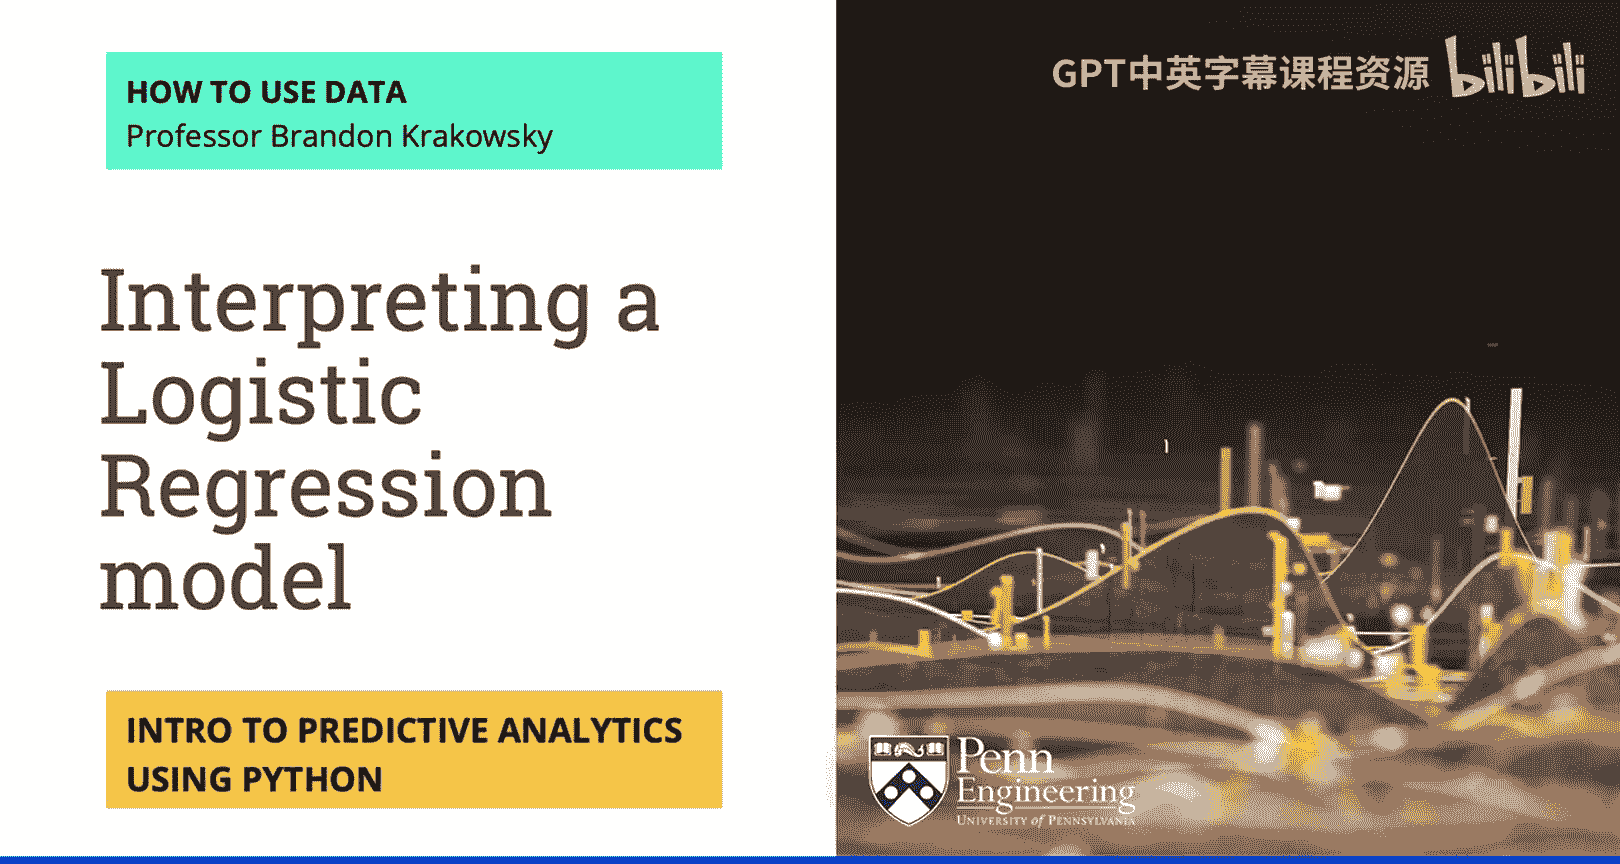 HOW TO USE DATA
Professor Brandon Krakowsky
GPT中英字幕课程资源 bilibili
Interpreting a
Logistic
Regression
model
INTRO TO PREDICTIVE ANALYTICS
USING PYTHON
Penn
Engineering
UNIVERSITY of PENNSYLVANIA